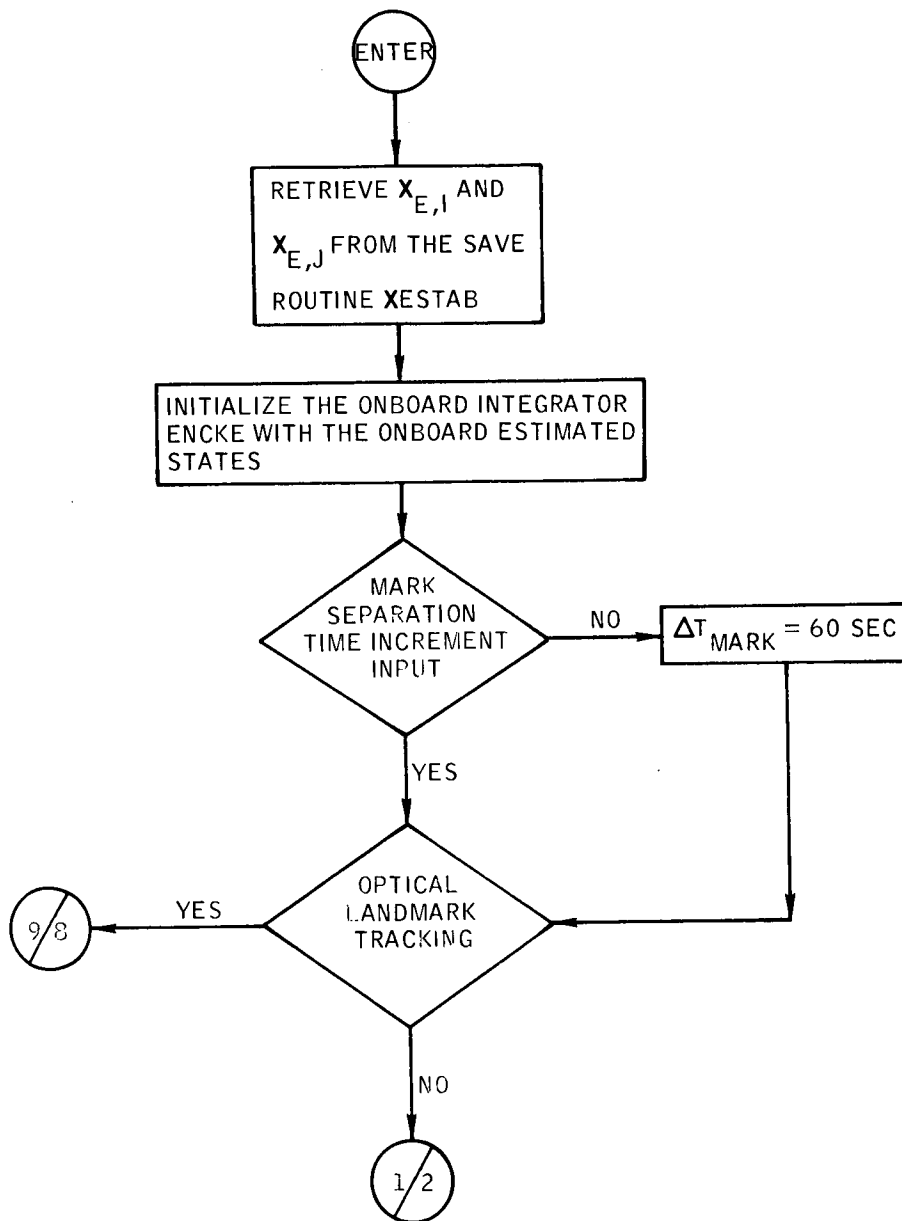 ENTER
RETRIEVE X_E,I AND
X_E,J FROM THE SAVE
ROUTINE XESTAB
INITIALIZE THE ONBOARD INTEGRATOR
ENCKE WITH THE ONBOARD ESTIMATED
STATES
MARK
SEPARATION
TIME INCREMENT
INPUT
NO
ΔT_MARK = 60 SEC
YES
OPTICAL
LANDMARK
TRACKING
YES
9/8
NO
1/2